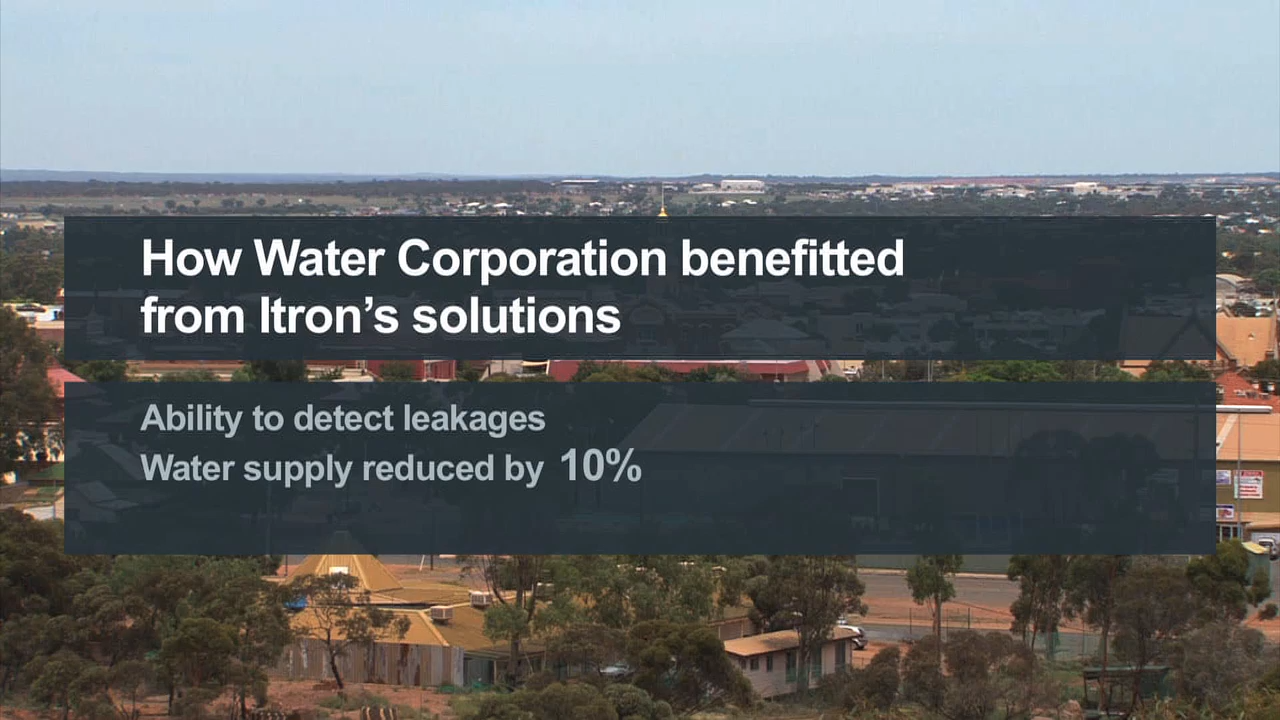 How Water Corporation benefitted
from Itron’s solutions
Ability to detect leakages
Water supply reduced by 10%